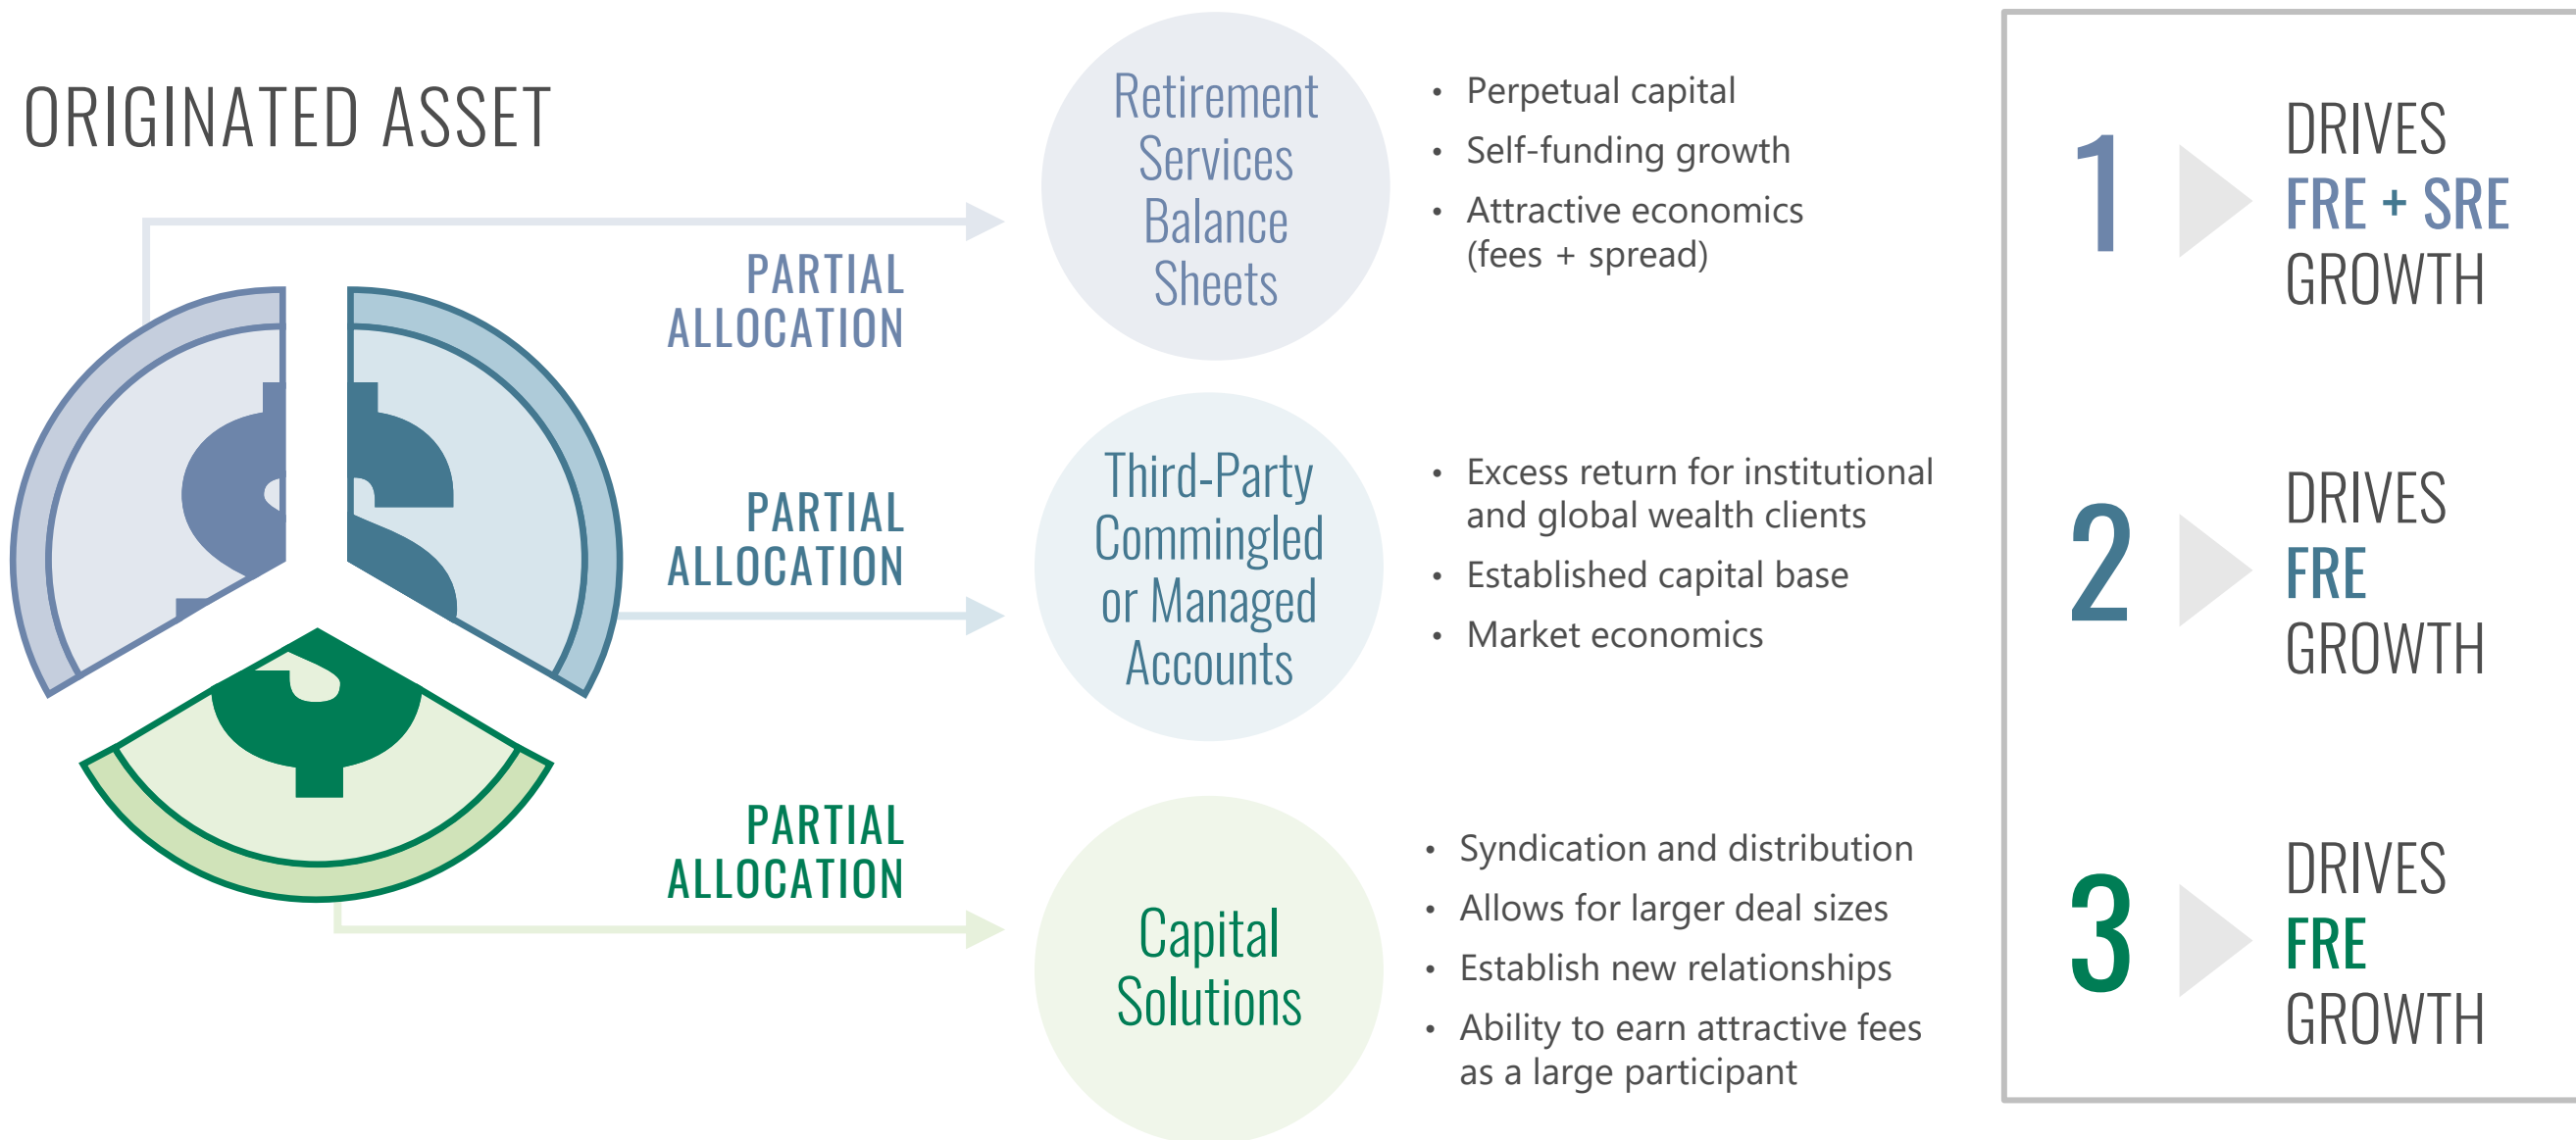 ORIGINATED ASSET
PARTIAL
ALLOCATION
Retirement
Services
Balance
Sheets
• Perpetual capital
• Self-funding growth
• Attractive economics
(fees + spread)
1
DRIVES
FRE + SRE
GROWTH
PARTIAL
ALLOCATION
Third-Party
Commingled
or Managed
Accounts
• Excess return for institutional
and global wealth clients
• Established capital base
• Market economics
2
DRIVES
FRE
GROWTH
PARTIAL
ALLOCATION
Capital
Solutions
• Syndication and distribution
• Allows for larger deal sizes
• Establish new relationships
• Ability to earn attractive fees
as a large participant
3
DRIVES
FRE
GROWTH
$